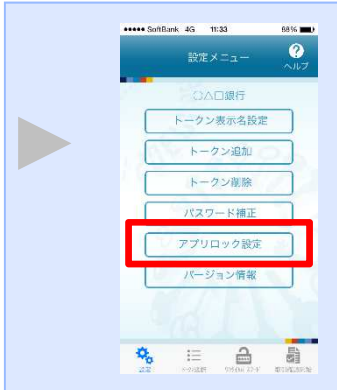 ●●●●● SoftBank 4G 11:33 88%
設定メニュー
?
ヘルプ
○△□銀行
トークン表示名設定
トークン追加
トークン削除
パスワード補正
アプリロック設定
バージョン情報
設定